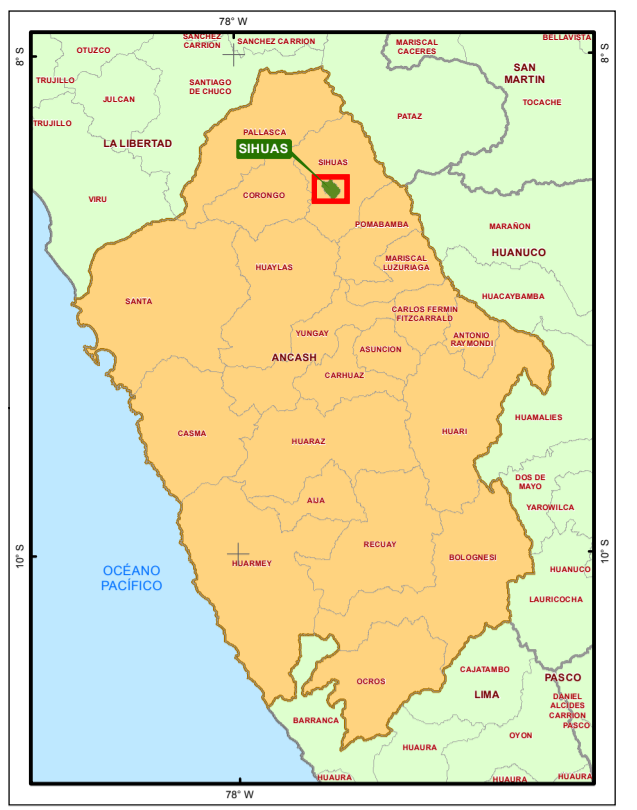 78° W
SANCHEZ
CARRION
SANCHEZ CARRION
MARISCAL
CACERES
BELLAVISTA
OTUZCO
8° S
8° S
SAN
MARTIN
TRUJILLO
SANTIAGO
DE CHUCO
JULCAN
TOCACHE
PATAZ
TRUJILLO
PALLASCA
LA LIBERTAD
SIHUAS
SIHUAS
CORONGO
VIRU
POMABAMBA
MARAÑON
HUANUCO
MARISCAL
LUZURIAGA
HUAYLAS
SANTA
HUACAYBAMBA
CARLOS FERMIN
FITZCARRALD
YUNGAY
ANTONIO
RAYMONDI
ASUNCION
ANCASH
CARHUAZ
HUAMALIES
CASMA
HUARAZ
HUARI
DOS DE
MAYO
AIJA
YAROWILCA
RECUAY
10° S
10° S
HUARMEY
BOLOGNESI
OCÉANO
PACÍFICO
HUANUCO
LAURICOCHA
CAJATAMBO
OCROS
PASCO
LIMA
DANIEL
ALCIDES
CARRION
PASCO
BARRANCA
OYON
HUAURA
HUAURA
HUAURA
HUAURA
78° W